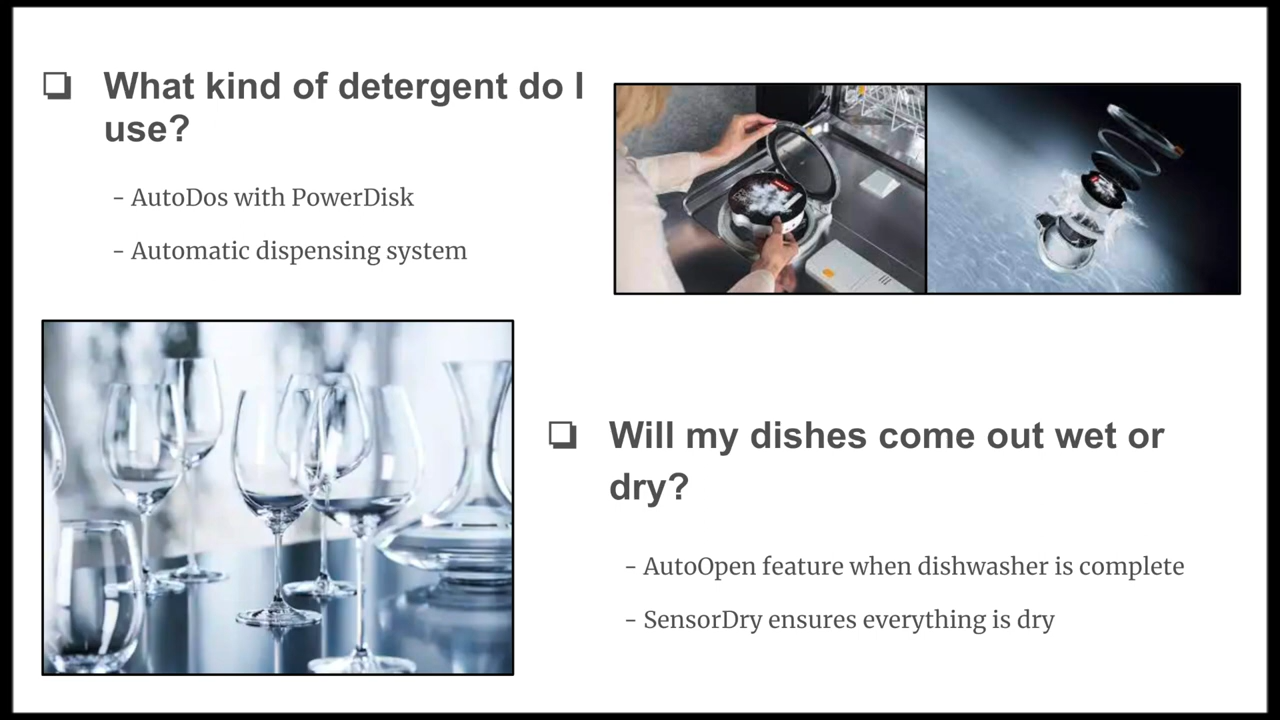 ❏ What kind of detergent do I
use?
- AutoDos with PowerDisk
- Automatic dispensing system
❏ Will my dishes come out wet or
dry?
- AutoOpen feature when dishwasher is complete
- SensorDry ensures everything is dry